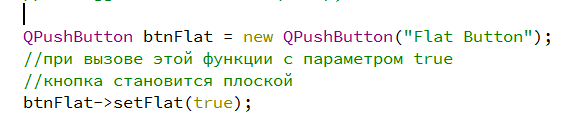 QPushButton btnFlat = new QPushButton("Flat Button");
//при вызове этой функции с параметром true
//кнопка становится плоской
btnFlat->setFlat(true);